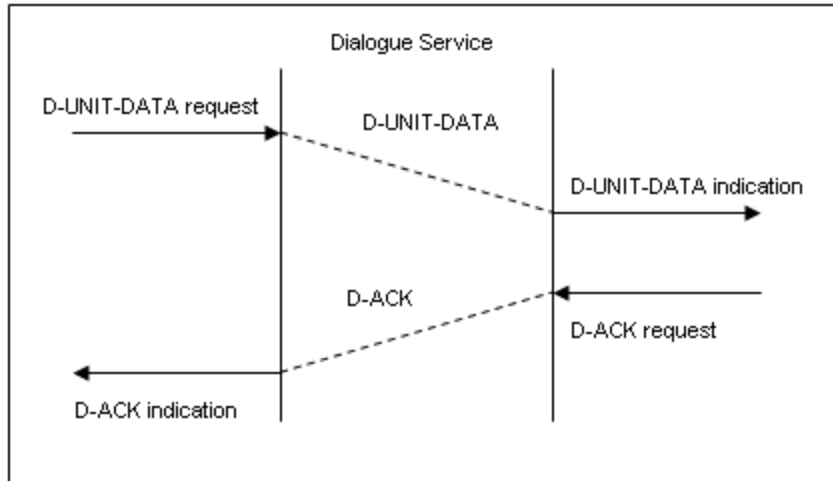 Dialogue Service
D-UNIT-DATA request
D-UNIT-DATA
D-UNIT-DATA indication
D-ACK
D-ACK request
D-ACK indication